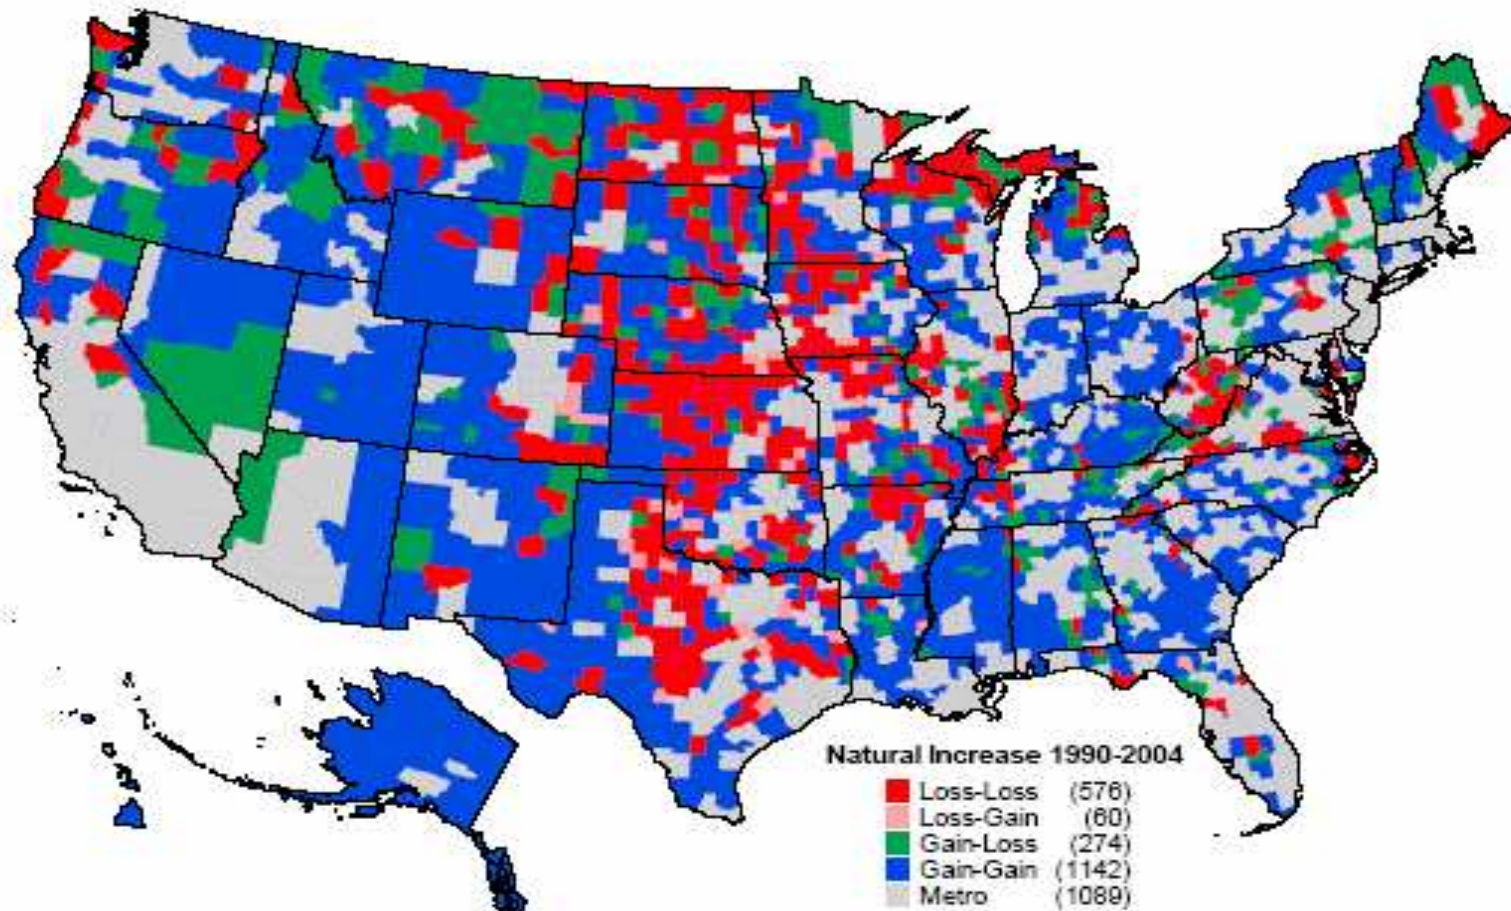 Natural Increase 1990-2004
Loss-Loss (576)
Loss-Gain (60)
Gain-Loss (274)
Gain-Gain (1142)
Metro (1089)